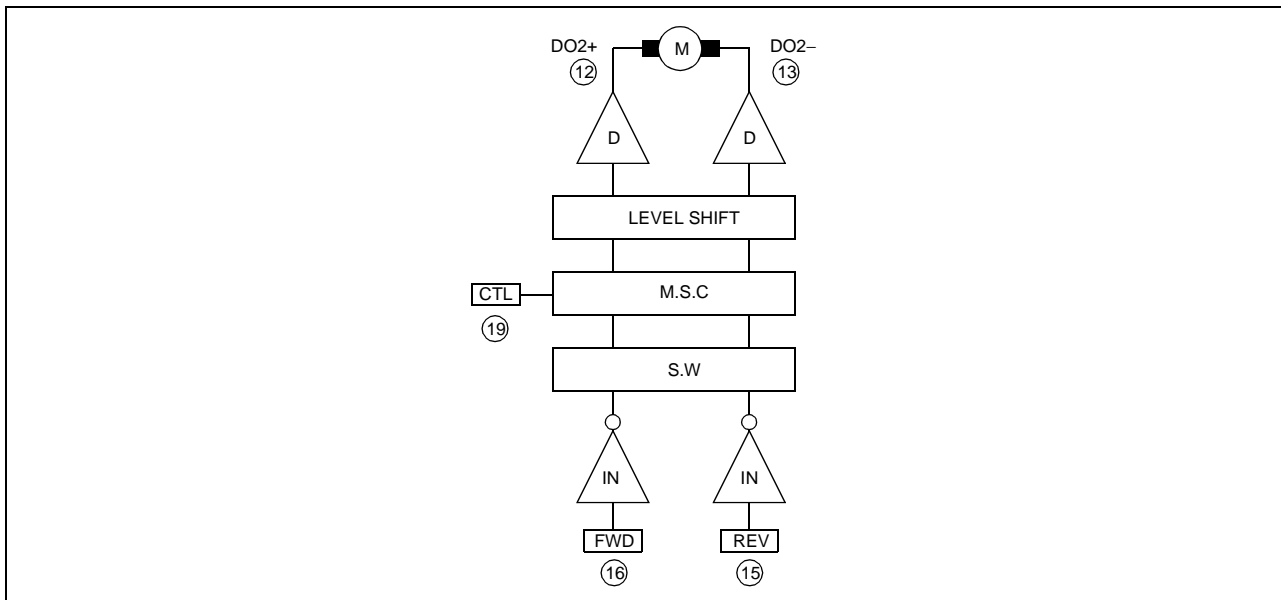 DO2+ M DO2−
12 13
D D
LEVEL SHIFT
M.S.C
CTL
19
S.W
IN IN
FWD REV
16 15